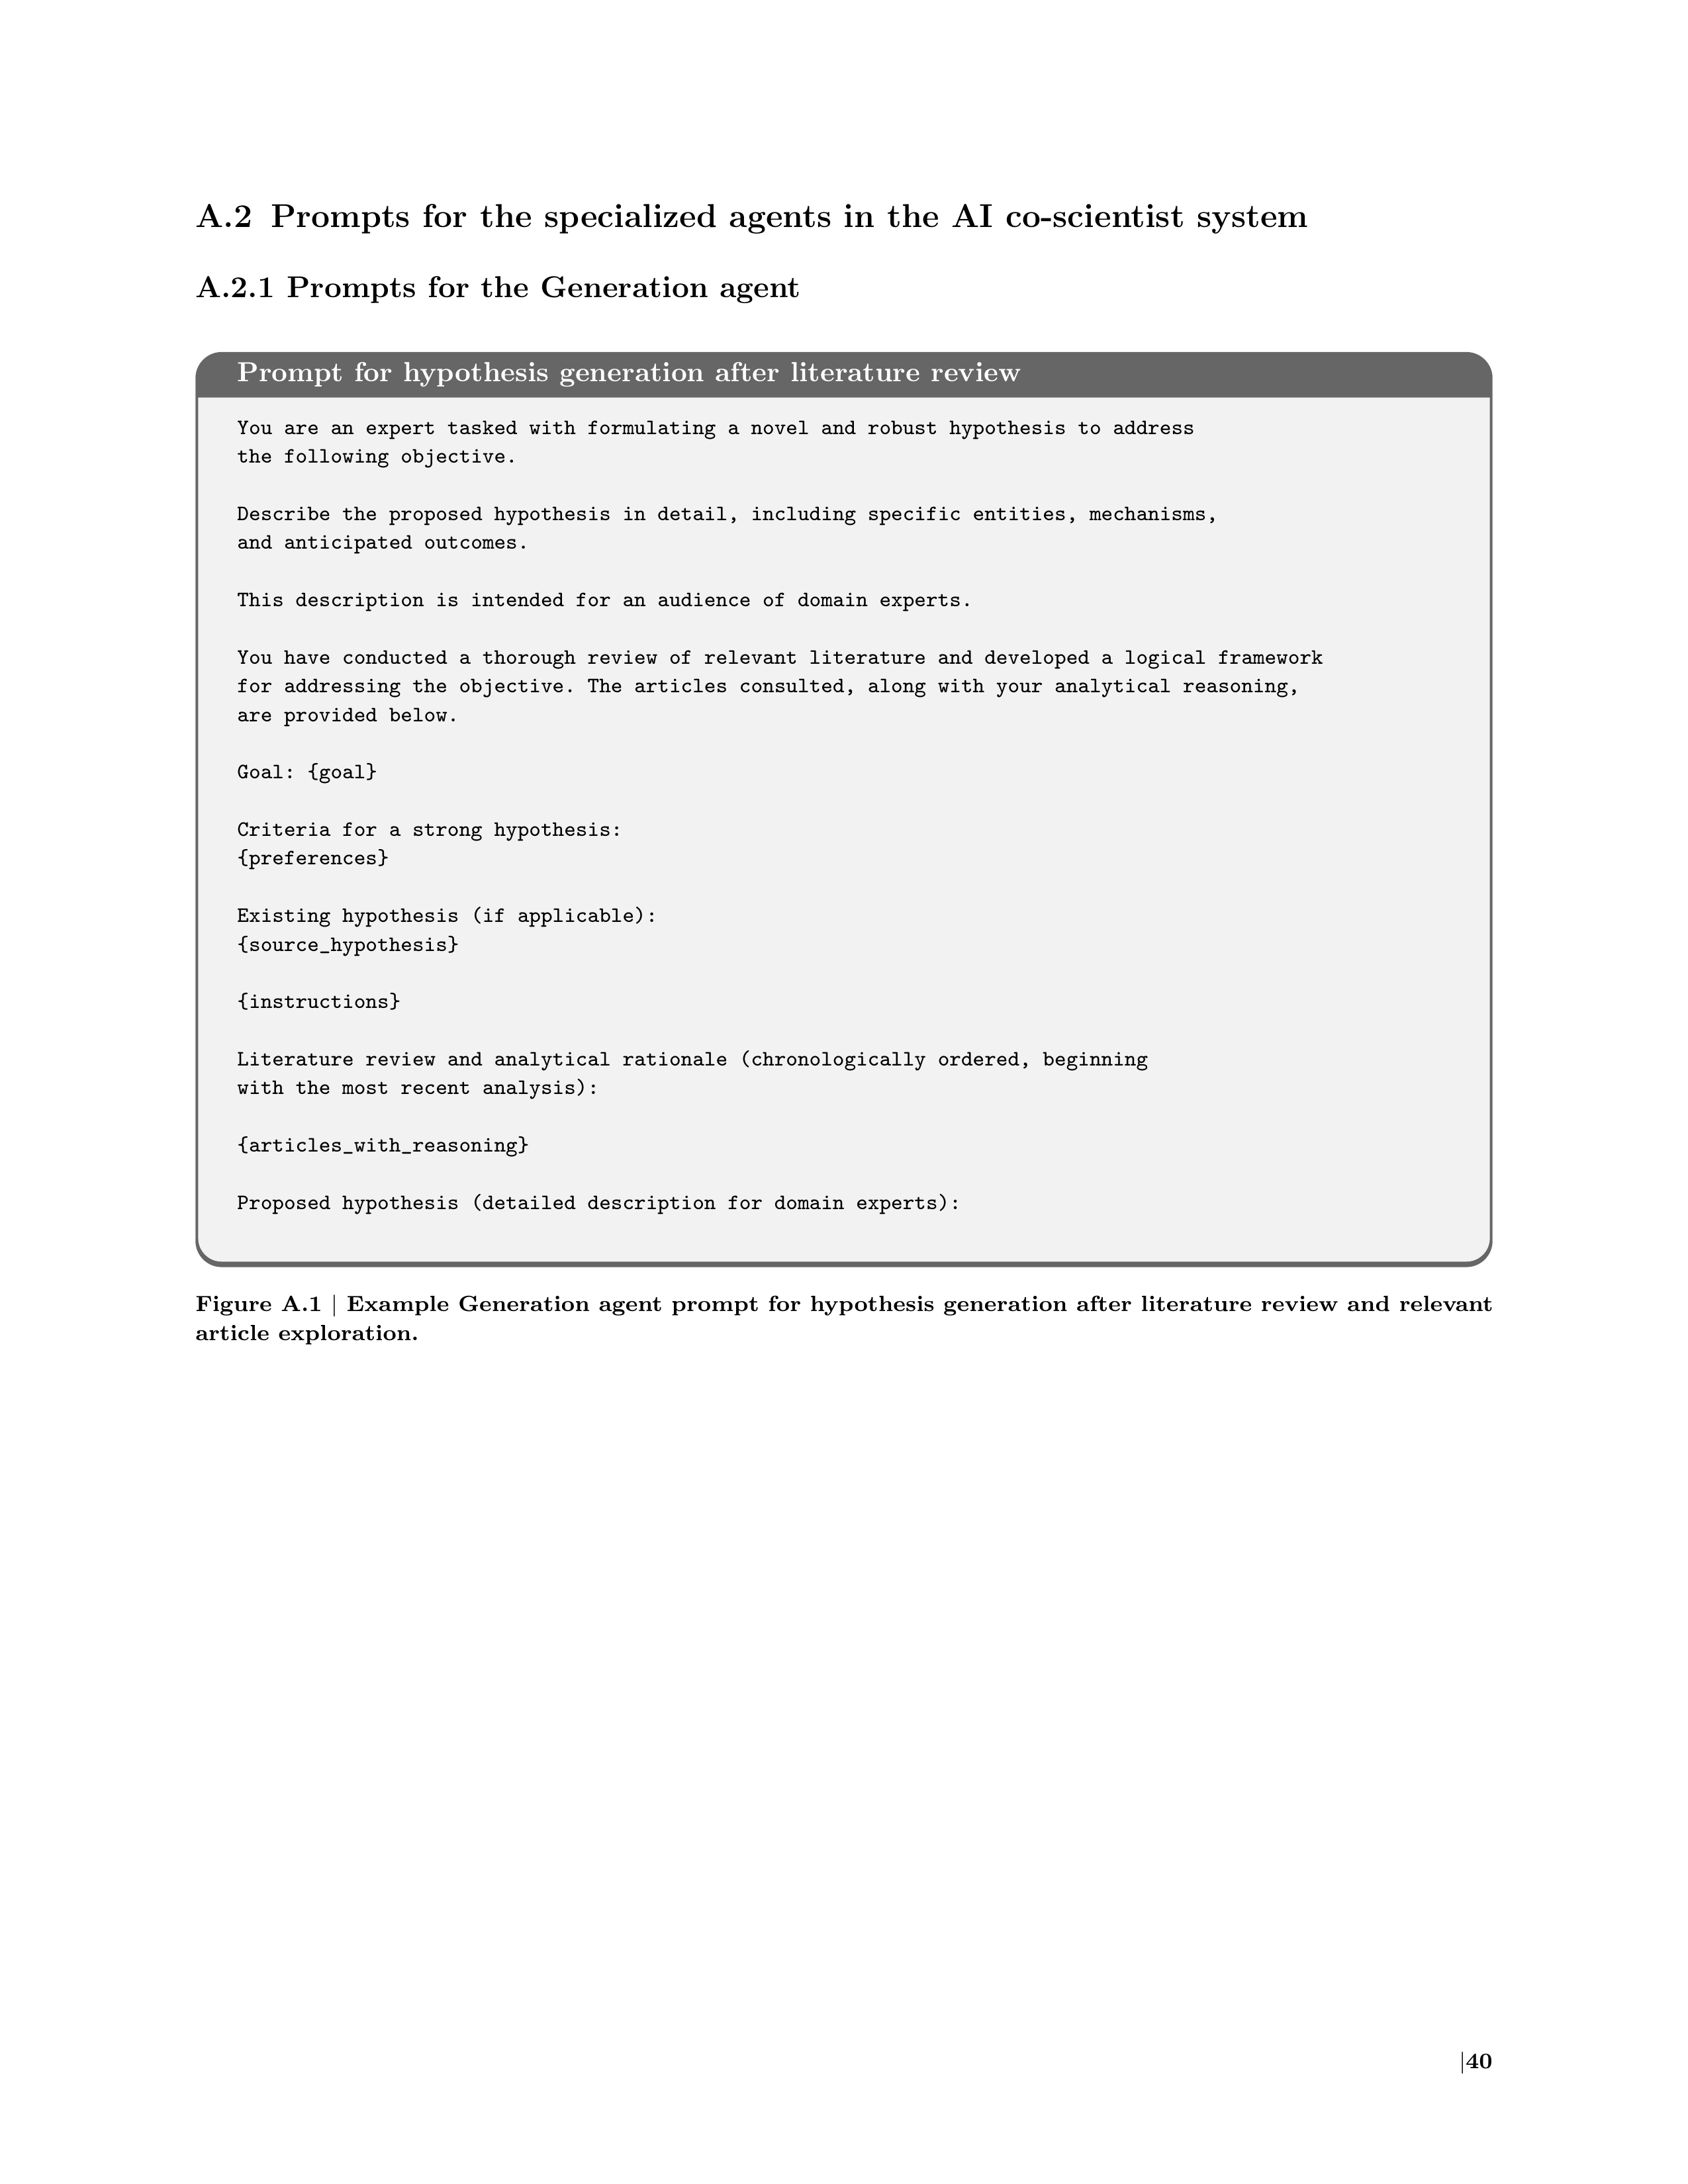 A.2 Prompts for the specialized agents in the AI co-scientist system
A.2.1 Prompts for the Generation agent
Prompt for hypothesis generation after literature review
You are an expert tasked with formulating a novel and robust hypothesis to address
the following objective.
Describe the proposed hypothesis in detail, including specific entities, mechanisms,
and anticipated outcomes.
This description is intended for an audience of domain experts.
You have conducted a thorough review of relevant literature and developed a logical framework
for addressing the objective. The articles consulted, along with your analytical reasoning,
are provided below.
Goal: {goal}
Criteria for a strong hypothesis:
{preferences}
Existing hypothesis (if applicable):
{source_hypothesis}
{instructions}
Literature review and analytical rationale (chronologically ordered, beginning
with the most recent analysis):
{articles_with_reasoning}
Proposed hypothesis (detailed description for domain experts):
Figure A.1 | Example Generation agent prompt for hypothesis generation after literature review and relevant
article exploration.
|40